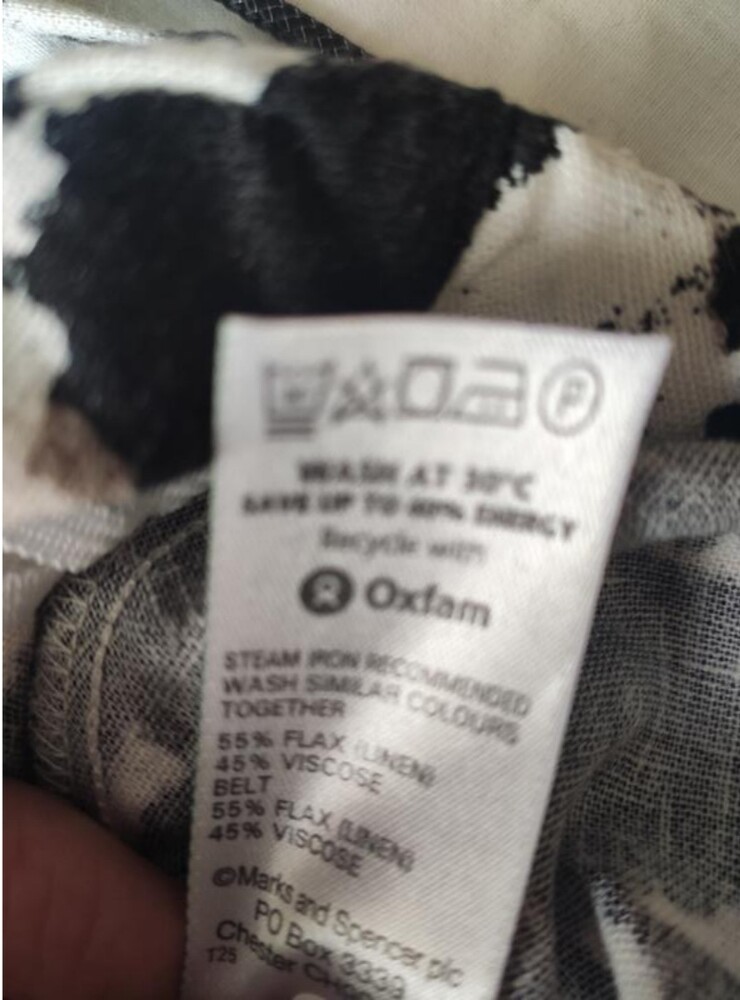 P
WASH AT 30°C
SAVE UP TO 40% ENERGY
Recycle with
Oxfam
STEAM IRON RECOMMENDED
WASH SIMILAR COLOURS
TOGETHER
55% FLAX (LINEN)
45% VISCOSE
BELT
55% FLAX (LINEN)
45% VISCOSE
©Marks and Spencer plc
PO Box 3339
Chester
T25